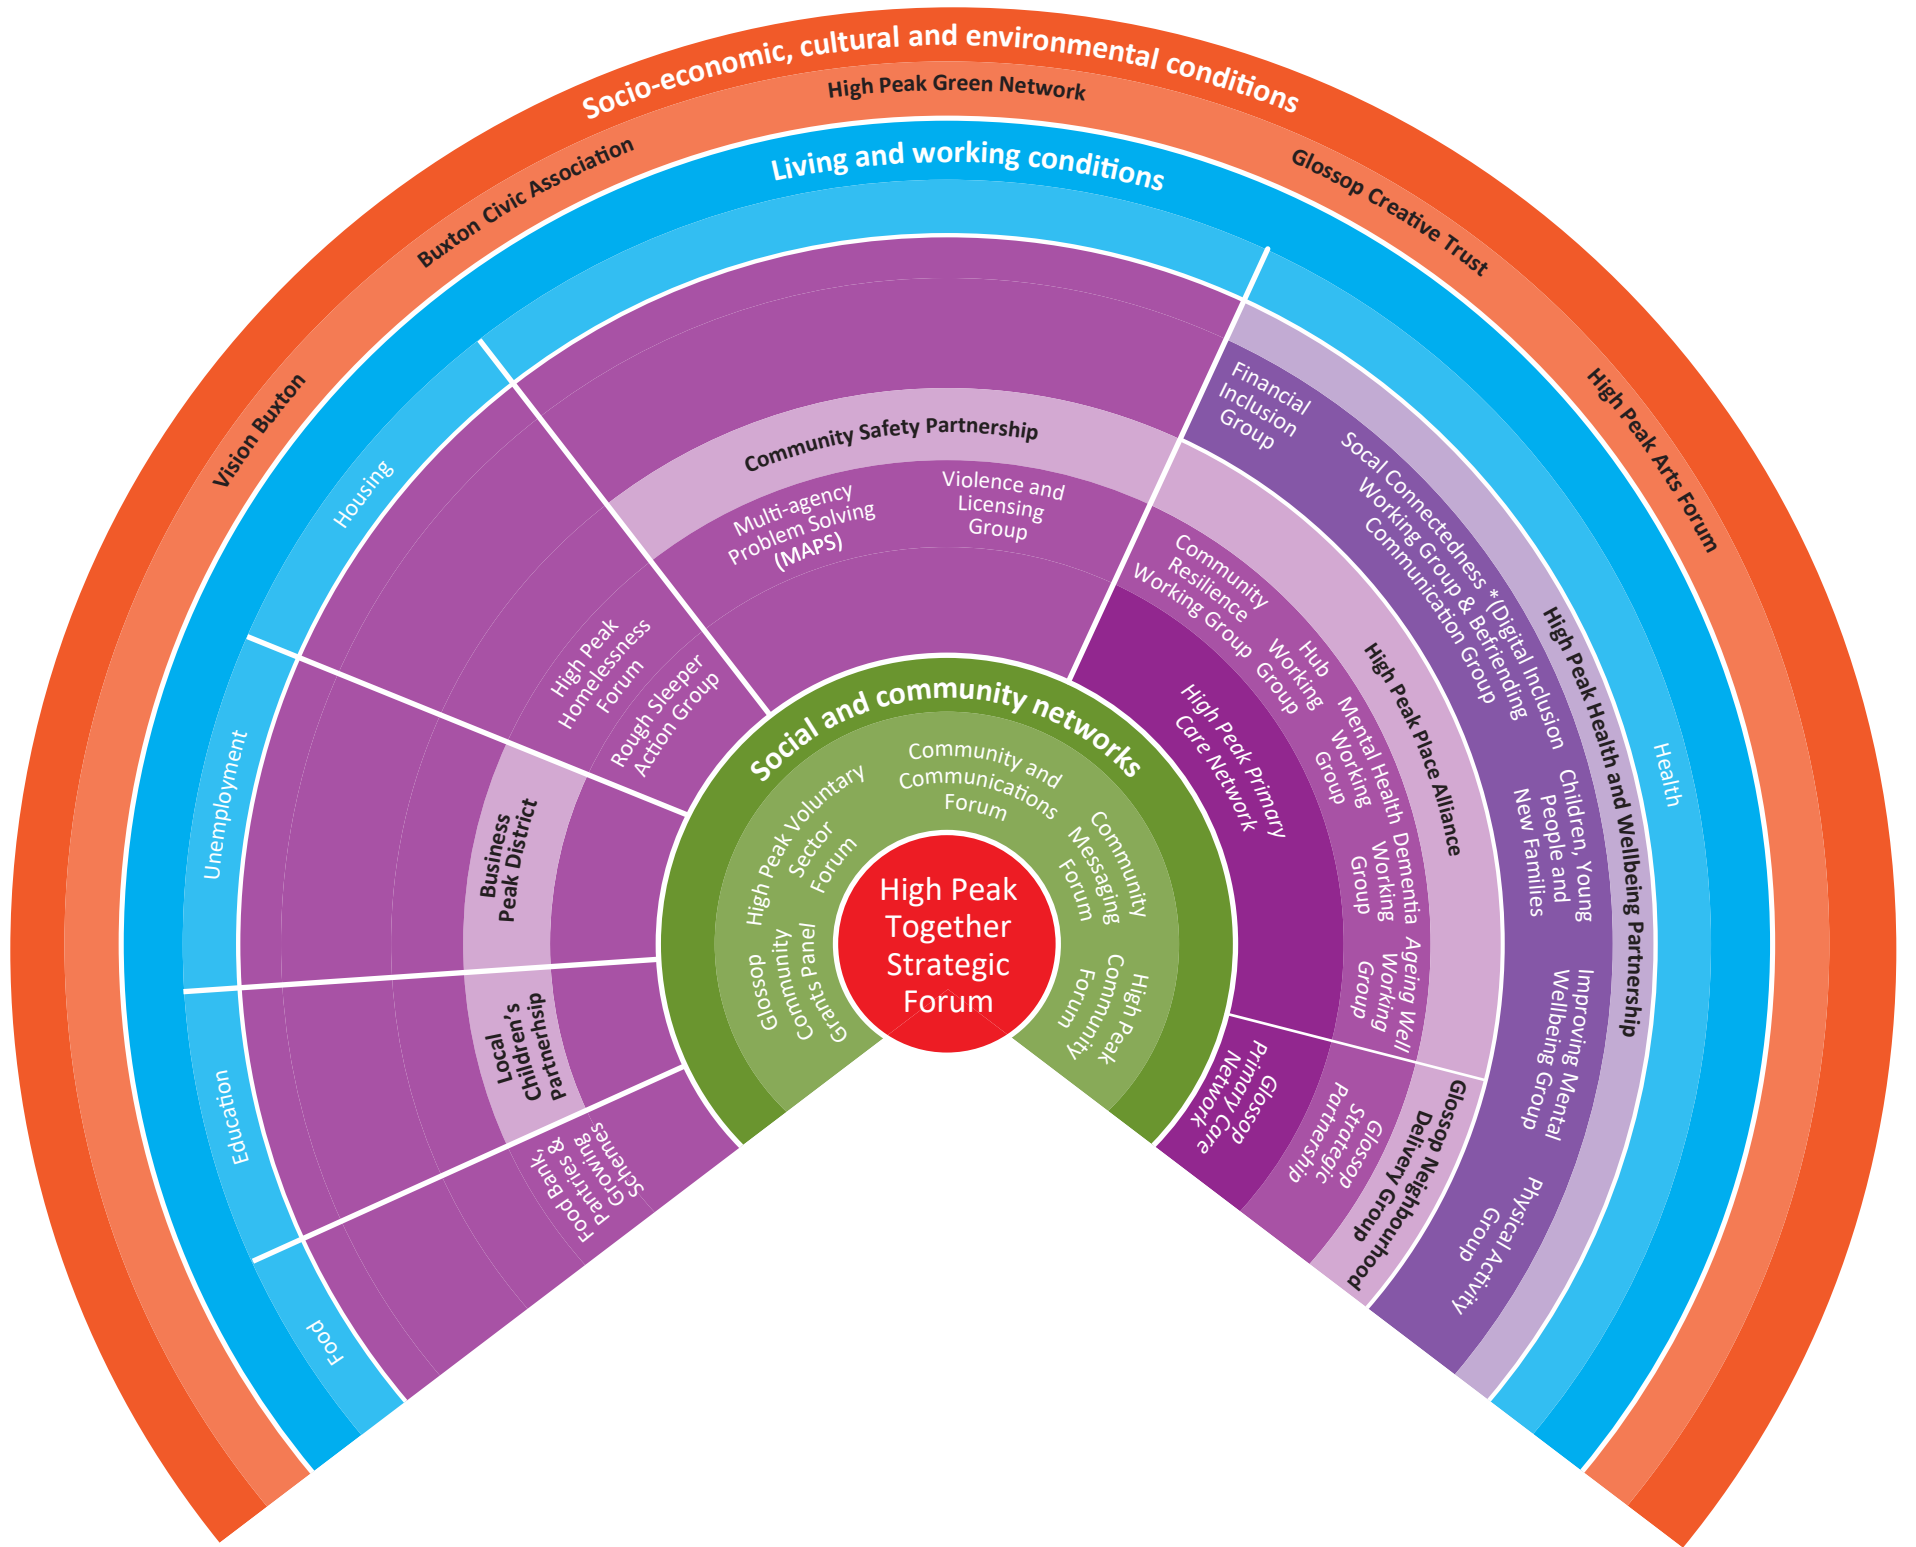 Socio-economic, cultural and environmental conditions
Vision Buxton
Buxton Civic Association
High Peak Green Network
Glossop Creative Trust
High Peak Arts Forum
Living and working conditions
Food
Education
Unemployment
Housing
Health
Food Bank,
Pantries &
Growing
Schemes
Local
Children's
Partnerhsip
Business
Peak District
High Peak
Homelessness
Forum
Rough Sleeper
Action Group
Community Safety Partnership
Multi-agency
Problem Solving
(MAPS)
Violence and
Licensing
Group
High Peak Health and Wellbeing Partnership
Financial
Inclusion
Group
Socal Connectedness *(Digital Inclusion
Working Group & Befriending
Communication Group
Children, Young
People and
New Families
Improving Mental
Wellbeing Group
Physical Activity
Group
High Peak Place Alliance
Community
Resilience
Working Group
Hub
Working
Group
Mental Health
Working
Group
Dementia
Working
Group
Ageing Well
Working
Group
High Peak Primary
Care Network
Glossop Neighbourhood
Delivery Group
Glossop
Strategic
Partnership
Glossop
Primary Care
Network
Social and community networks
Glossop
Community
Grants Panel
High Peak Voluntary
Sector
Forum
Community and
Communications
Forum
Community
Messaging
Forum
High Peak
Community
Forum
High Peak
Together
Strategic
Forum